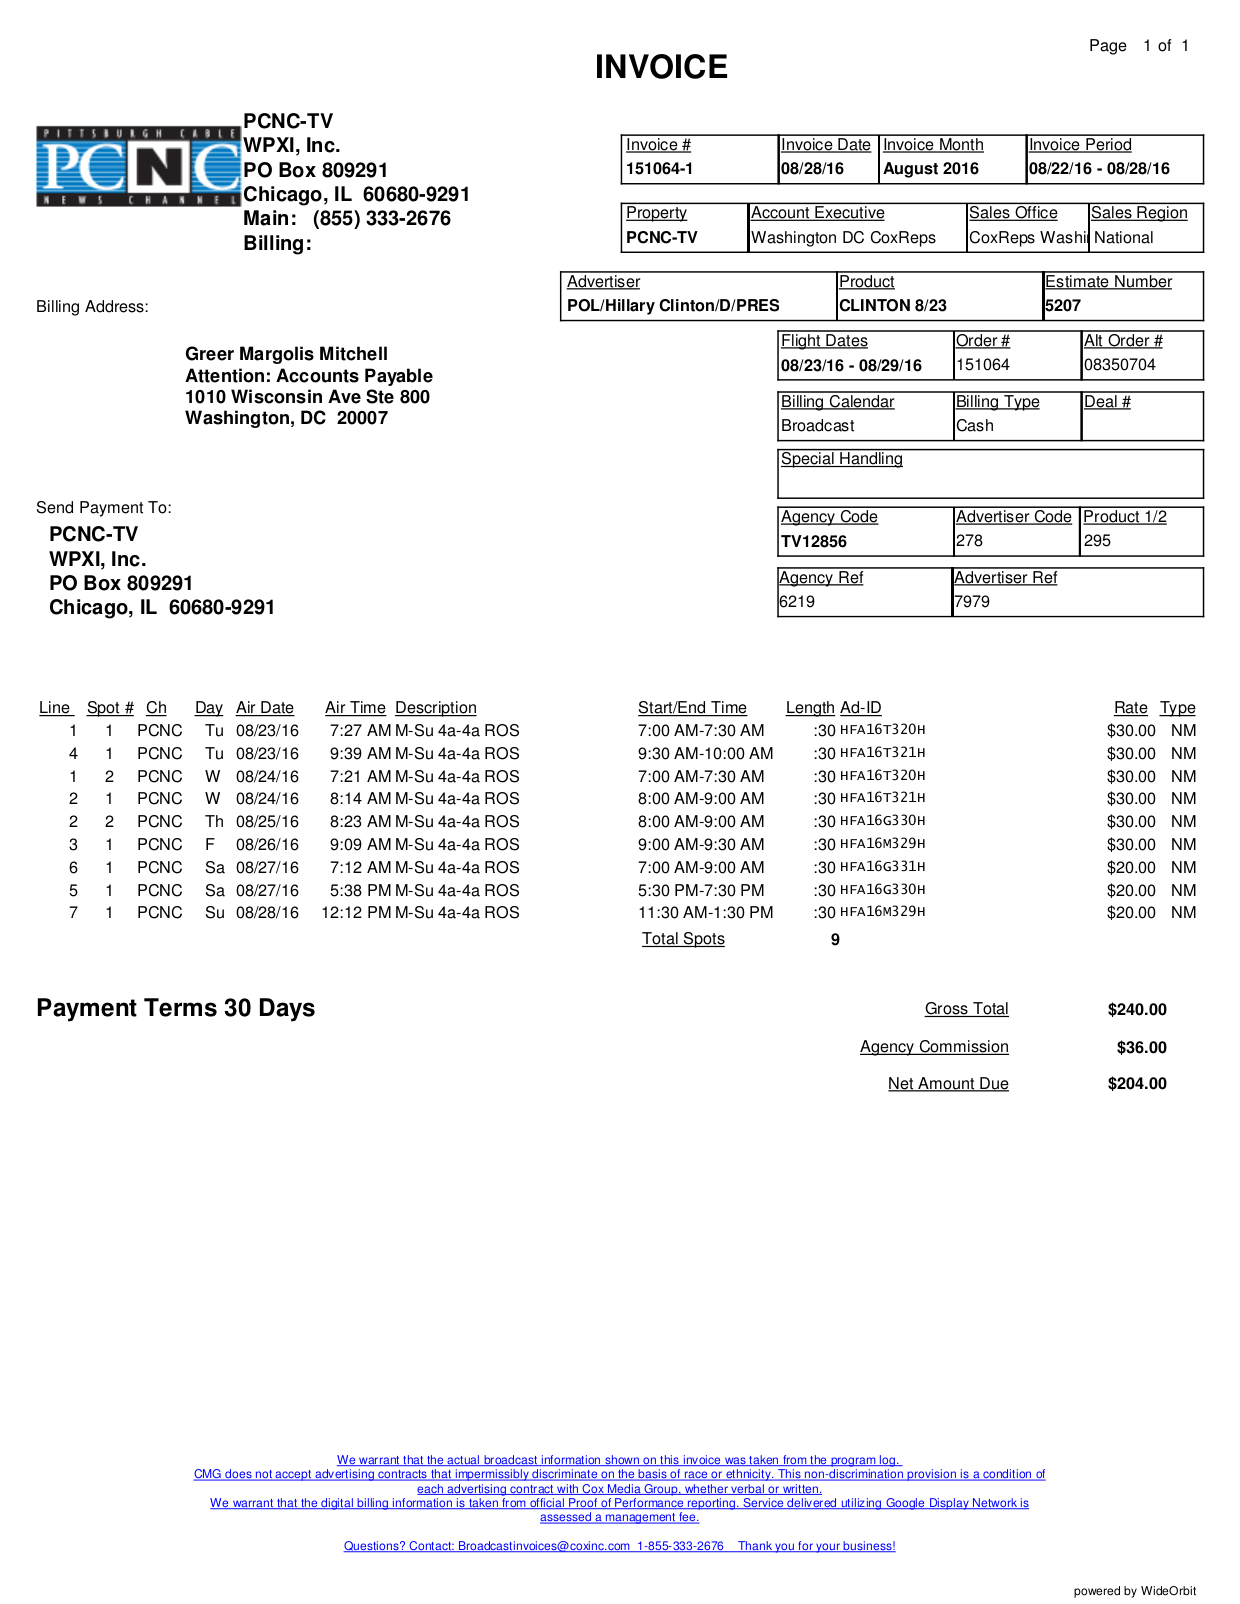 Page 1 of 1
INVOICE
PITTSBURGH CABLE
PCNC
NEWS CHANNEL
PCNC-TV
WPXI, Inc.
PO Box 809291
Chicago, IL 60680-9291
Main: (855) 333-2676
Billing:
Invoice # Invoice Date Invoice Month Invoice Period
151064-1 08/28/16 August 2016 08/22/16 - 08/28/16
Property Account Executive Sales Office Sales Region
PCNC-TV Washington DC CoxReps CoxReps Washi National
Advertiser Product Estimate Number
POL/Hillary Clinton/D/PRES CLINTON 8/23 5207
Billing Address:
Greer Margolis Mitchell
Attention: Accounts Payable
1010 Wisconsin Ave Ste 800
Washington, DC 20007
Flight Dates Order # Alt Order #
08/23/16 - 08/29/16 151064 08350704
Billing Calendar Billing Type Deal #
Broadcast Cash
Special Handling
Send Payment To:
PCNC-TV
WPXI, Inc.
PO Box 809291
Chicago, IL 60680-9291
Agency Code Advertiser Code Product 1/2
TV12856 278 295
Agency Ref Advertiser Ref
6219 7979
Line Spot # Ch Day Air Date Air Time Description Start/End Time Length Ad-ID Rate Type
1 1 PCNC Tu 08/23/16 7:27 AM M-Su 4a-4a ROS 7:00 AM-7:30 AM :30 HFA16T320H $30.00 NM
4 1 PCNC Tu 08/23/16 9:39 AM M-Su 4a-4a ROS 9:30 AM-10:00 AM :30 HFA16T321H $30.00 NM
1 2 PCNC W 08/24/16 7:21 AM M-Su 4a-4a ROS 7:00 AM-7:30 AM :30 HFA16T320H $30.00 NM
2 1 PCNC W 08/24/16 8:14 AM M-Su 4a-4a ROS 8:00 AM-9:00 AM :30 HFA16T321H $30.00 NM
2 2 PCNC Th 08/25/16 8:23 AM M-Su 4a-4a ROS 8:00 AM-9:00 AM :30 HFA16G330H $30.00 NM
3 1 PCNC F 08/26/16 9:09 AM M-Su 4a-4a ROS 9:00 AM-9:30 AM :30 HFA16M329H $30.00 NM
6 1 PCNC Sa 08/27/16 7:12 AM M-Su 4a-4a ROS 7:00 AM-9:00 AM :30 HFA16G331H $20.00 NM
5 1 PCNC Sa 08/27/16 5:38 PM M-Su 4a-4a ROS 5:30 PM-7:30 PM :30 HFA16G330H $20.00 NM
7 1 PCNC Su 08/28/16 12:12 PM M-Su 4a-4a ROS 11:30 AM-1:30 PM :30 HFA16M329H $20.00 NM
Total Spots 9
Payment Terms 30 Days
Gross Total $240.00
Agency Commission $36.00
Net Amount Due $204.00
We warrant that the actual broadcast information shown on this invoice was taken from the program log.
CMG does not accept advertising contracts that impermissibly discriminate on the basis of race or ethnicity. This non-discrimination provision is a condition of
each advertising contract with Cox Media Group, whether verbal or written.
We warrant that the digital billing information is taken from official Proof of Performance reporting. Service delivered utilizing Google Display Network is
assessed a management fee.
Questions? Contact: Broadcastinvoices@coxinc.com 1-855-333-2676 Thank you for your business!
powered by WideOrbit